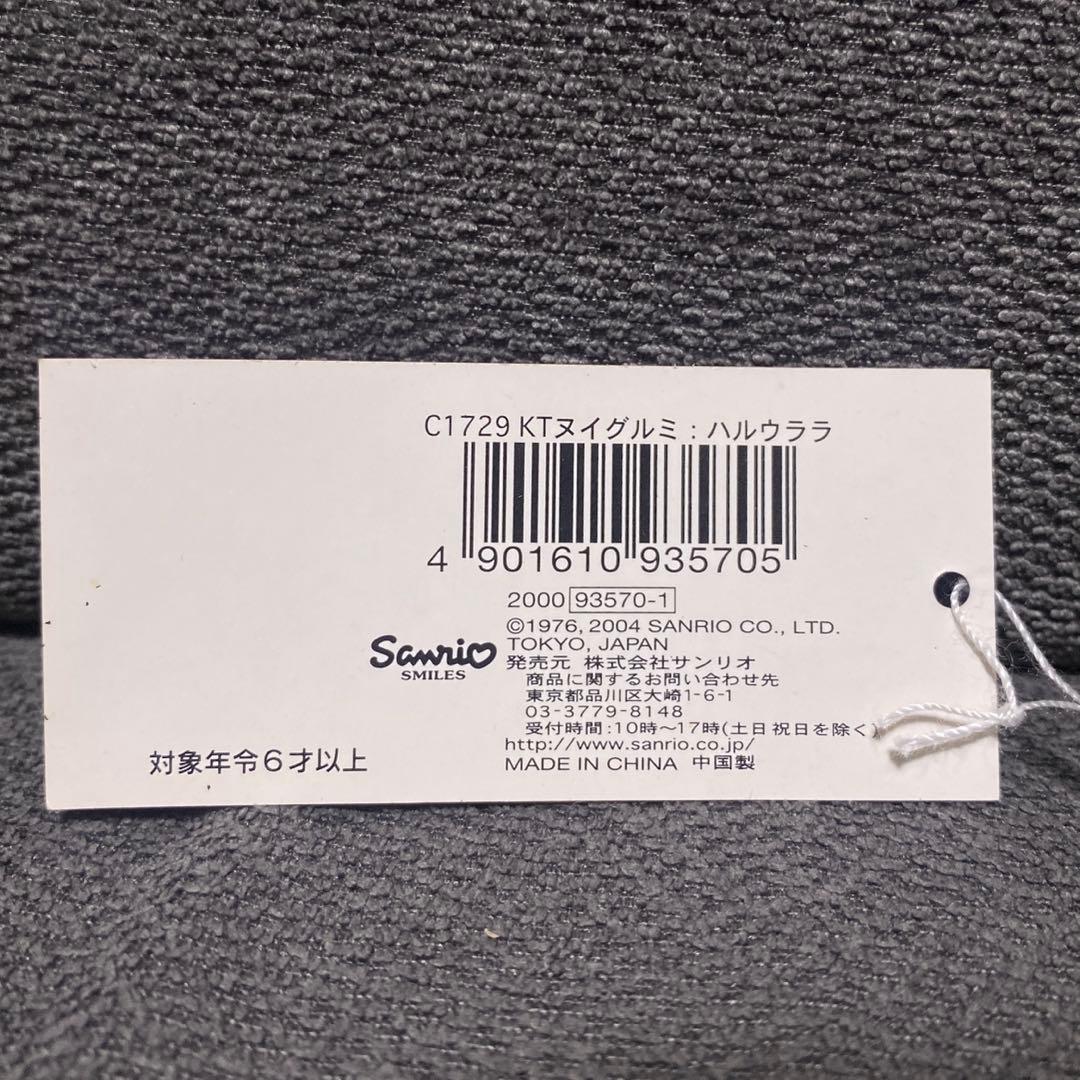 C1729 KTヌイグルミ:ハルウララ
4 901610 935705
2000 93570-1
©1976, 2004 SANRIO CO., LTD.
TOKYO, JAPAN
Sanrio
SMILES
発売元 株式会社サンリオ
商品に関するお問い合わせ先
東京都品川区大崎1-6-1
03-3779-8148
受付時間:10時~17時(土日祝日を除く)
http://www.sanrio.co.jp/
MADE IN CHINA 中国製
対象年令6才以上